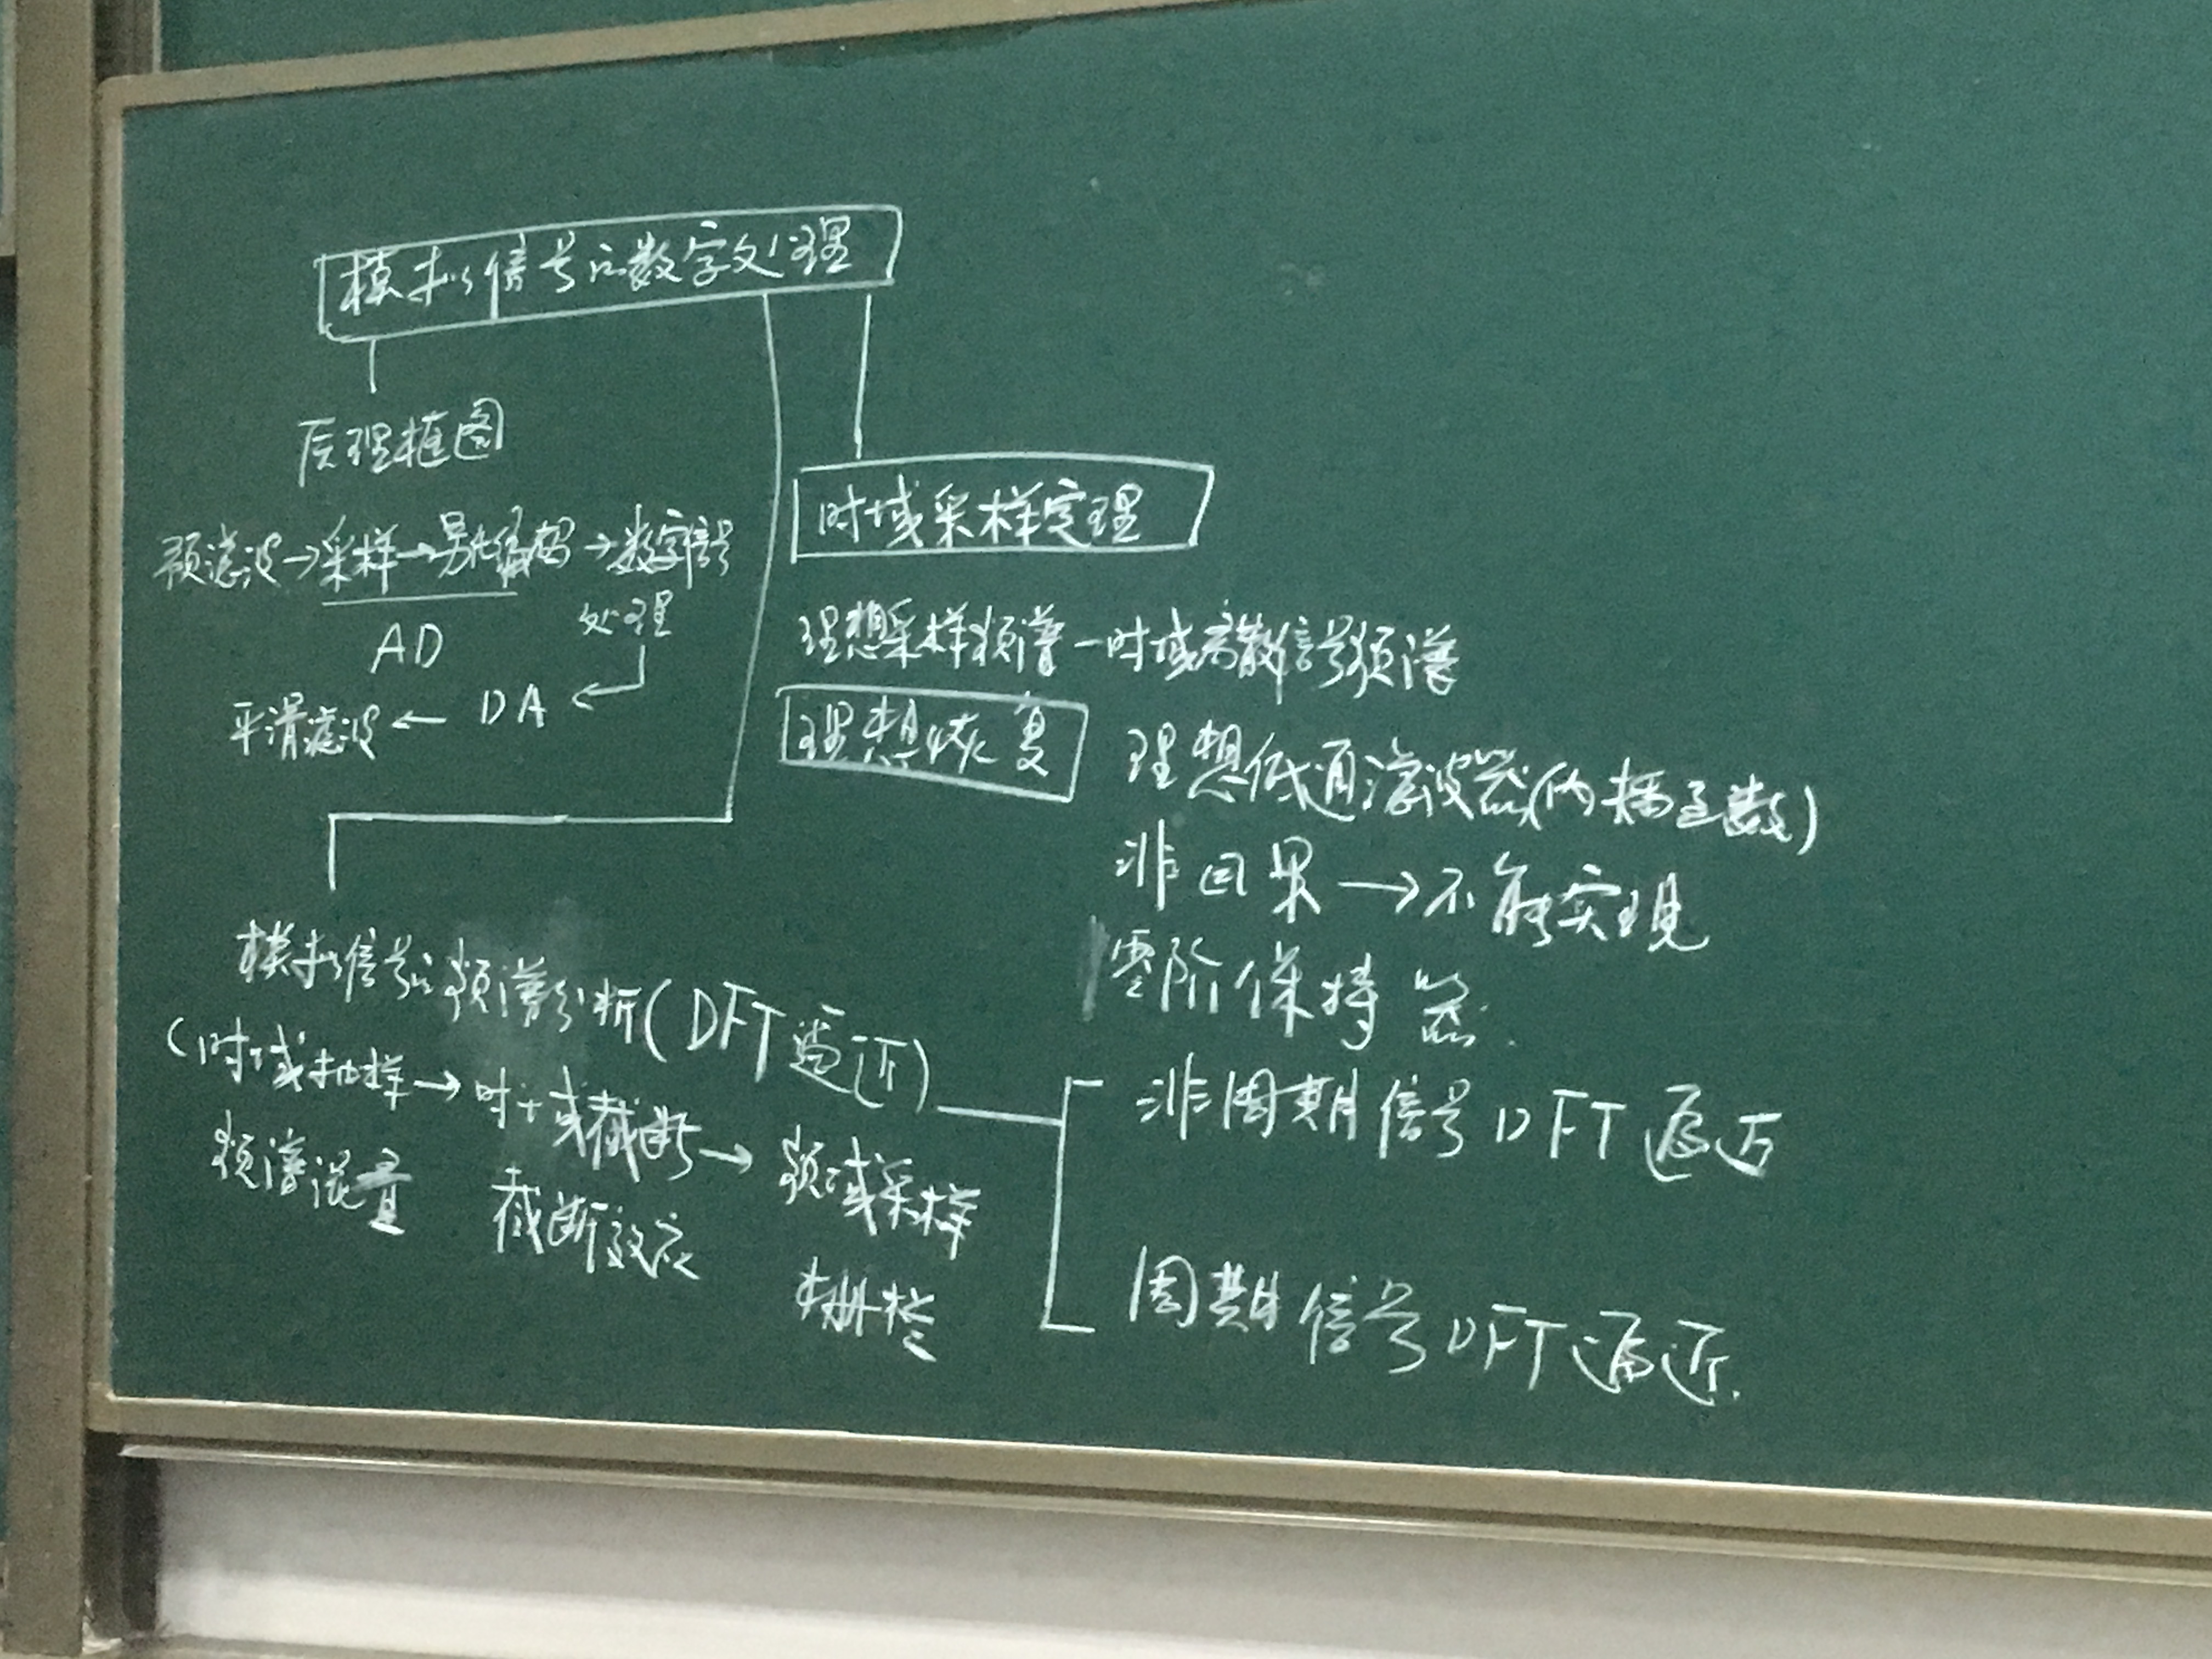 模拟信号的数字处理
原理框图
预滤波→采样→量化编码→数字信号
处理
AD
DA
平滑滤波
时域采样定理
理想采样频谱-时域离散信号频谱
理想恢复
理想低通滤波器(内插函数)
非因果→不能实现
零阶保持器.
模拟信号的频谱分析(DFT逼近)
(时域抽样→时域截断→频域采样
频谱混叠
截断效应
栅栏
非周期信号DFT逼近
周期信号DFT逼近.